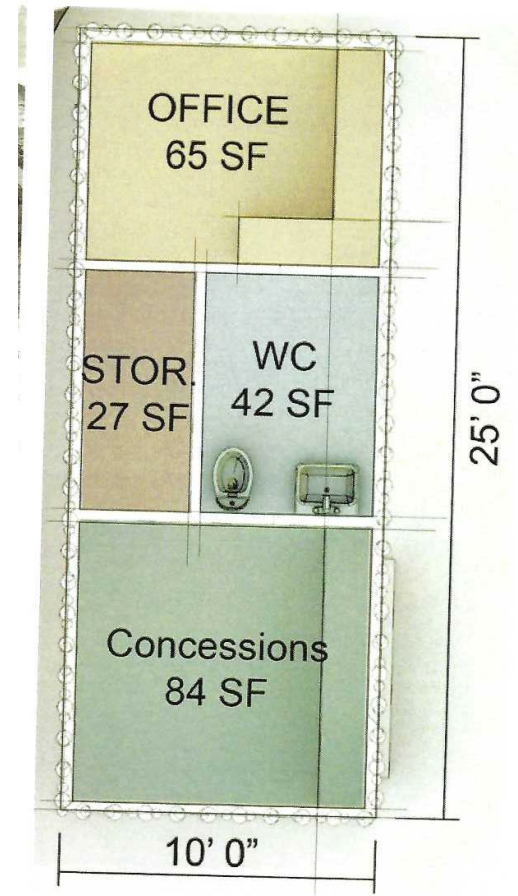 OFFICE
65 SF
STOR.
27 SF
WC
42 SF
25' 0”
Concessions
84 SF
10' 0”